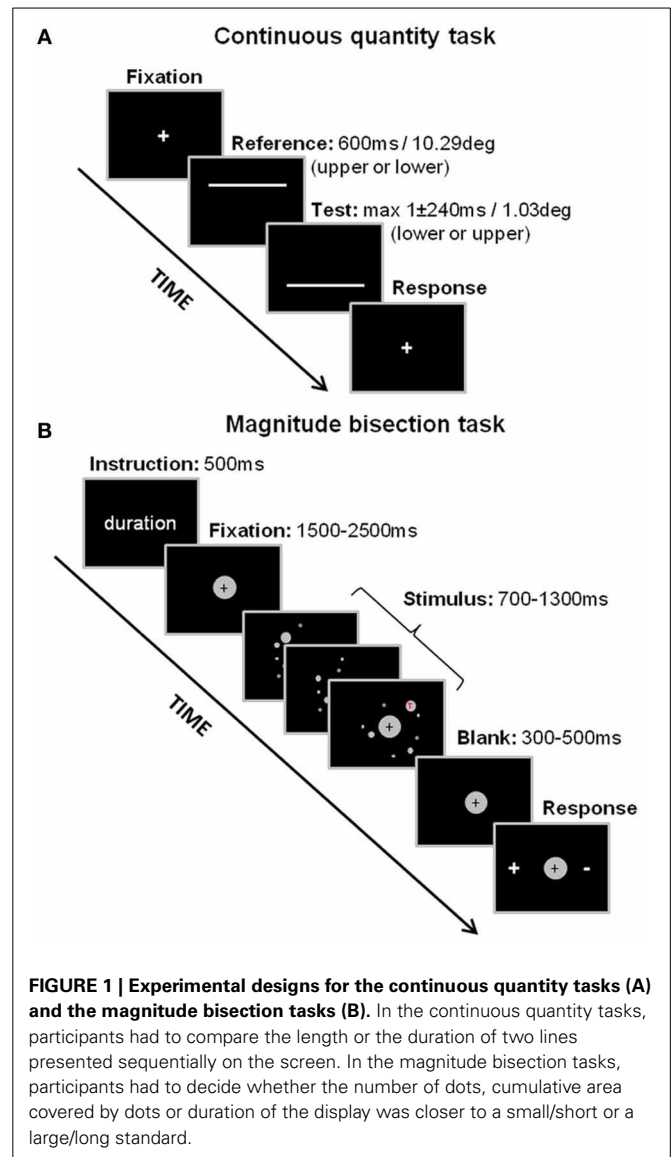 A
Continuous quantity task
Fixation
+
Reference: 600ms / 10.29deg
(upper or lower)
Test: max 1±240ms / 1.03deg
(lower or upper)
TIME
Response
+
B
Magnitude bisection task
Instruction: 500ms
duration
Fixation: 1500-2500ms
+
Stimulus: 700-1300ms
T
+
TIME
Blank: 300-500ms
+
Response
+ + -
FIGURE 1 | Experimental designs for the continuous quantity tasks (A)
and the magnitude bisection tasks (B). In the continuous quantity tasks,
participants had to compare the length or the duration of two lines
presented sequentially on the screen. In the magnitude bisection tasks,
participants had to decide whether the number of dots, cumulative area
covered by dots or duration of the display was closer to a small/short or a
large/long standard.